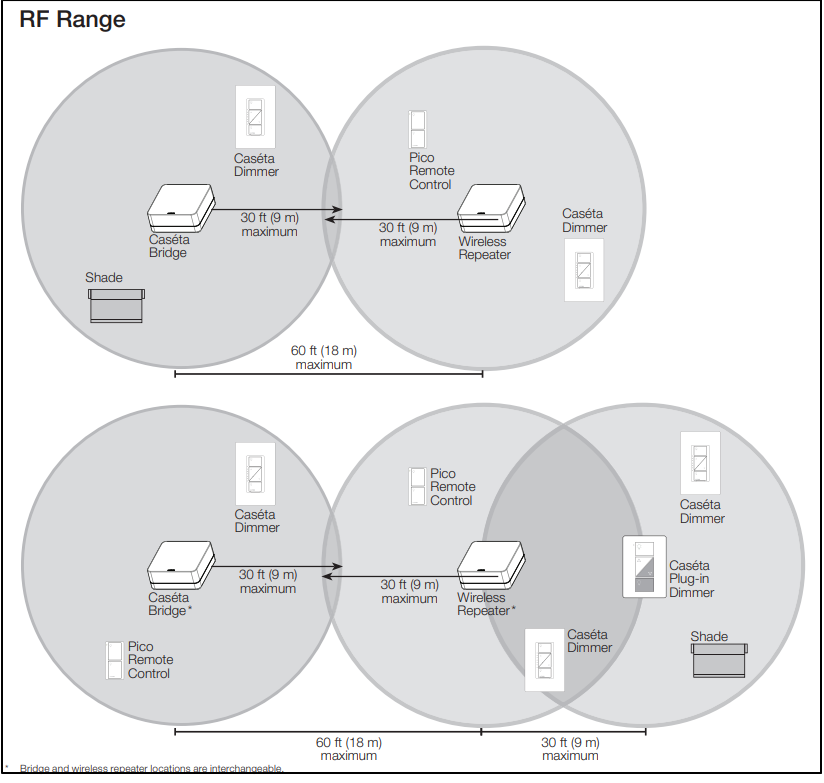 RF Range
Caséta
Dimmer
Pico
Remote
Control
30 ft (9 m)
maximum
Caséta
Bridge
30 ft (9 m)
maximum
Wireless
Repeater
Caséta
Dimmer
Shade
60 ft (18 m)
maximum
Caséta
Dimmer
Pico
Remote
Control
Caséta
Dimmer
30 ft (9 m)
maximum
Caséta
Bridge*
30 ft (9 m)
maximum
Wireless
Repeater*
Caséta
Plug-in
Dimmer
Pico
Remote
Control
Caséta
Dimmer
Shade
60 ft (18 m)
maximum
30 ft (9 m)
maximum
* Bridge and wireless repeater locations are interchangeable.